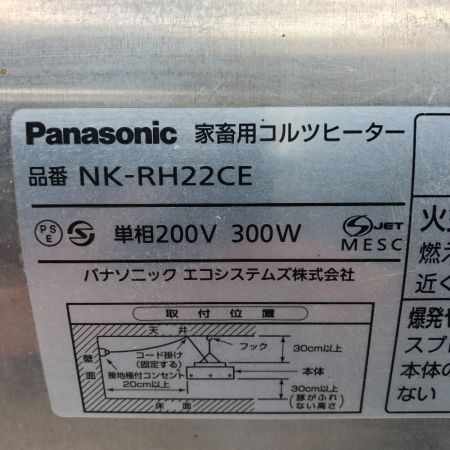 Panasonic 家畜用コルツヒーター
品番 NK-RH22CE
PS
E
S
単相200V 300W
S JET
MESC
パナソニック エコシステムズ株式会社
取付位置
天井
壁面
コード掛け
(固定する)
フック
30cm以上
接地極付コンセント
本体
20cm以上
30cm以上
(豚がふれ
ない高さ)
床面
燃え
近く
爆発や
スプレ
本体の
ない